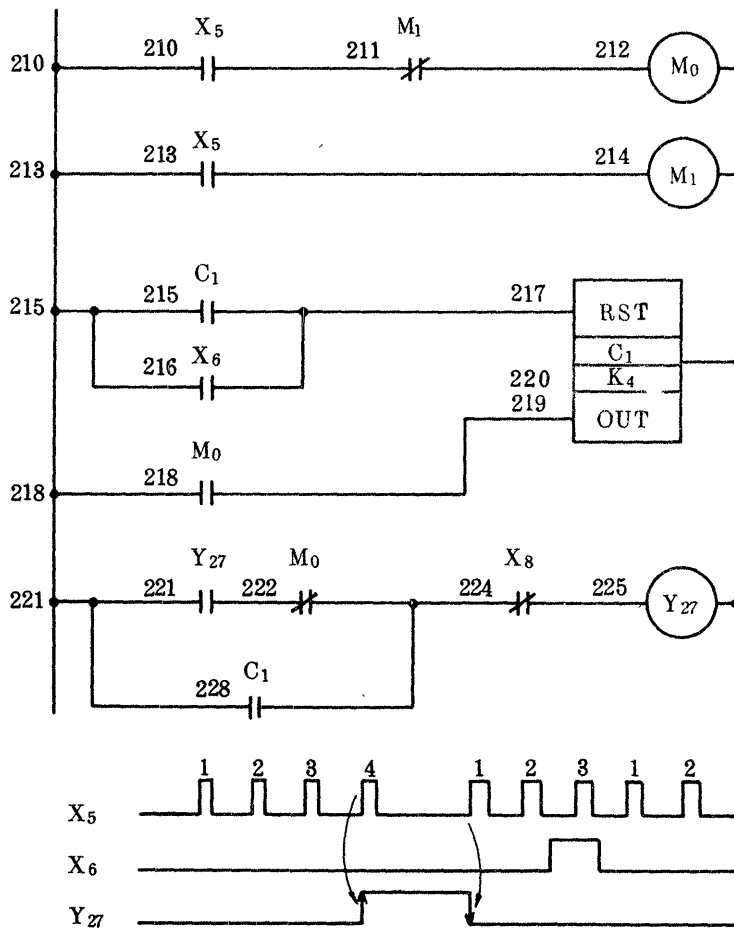 X5 M1
210 210 211 212 M0
X5
213 213 214 M1
C1
215 215 217 RST
X6
216 C1
220 K4
219 OUT
M0
218 218
Y27 M0 X8
221 221 222 224 225 Y27
C1
228
1 2 3 4 1 2 3 1 2
X5
X6
Y27